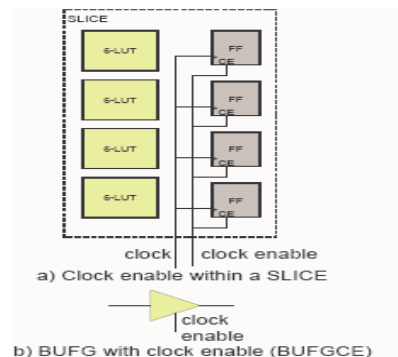 SLICE
6-LUT FF
CE
6-LUT FF
CE
6-LUT FF
CE
6-LUT FF
CE
clock clock enable
a) Clock enable within a SLICE
clock
enable
b) BUFG with clock enable (BUFGCE)